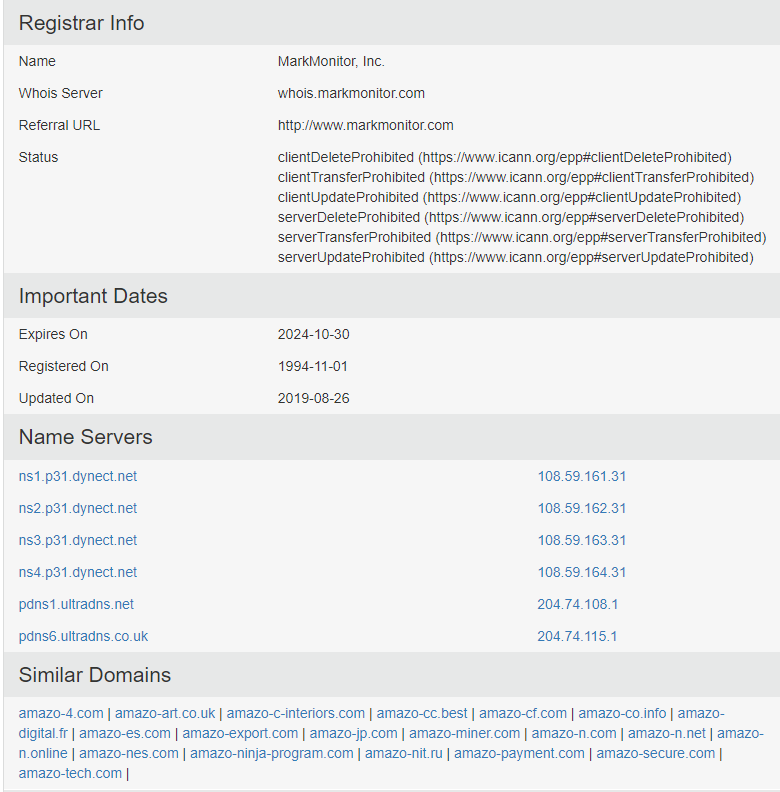 Registrar Info
Name MarkMonitor, Inc.
Whois Server whois.markmonitor.com
Referral URL http://www.markmonitor.com
Status clientDeleteProhibited (https://www.icann.org/epp#clientDeleteProhibited)
clientTransferProhibited (https://www.icann.org/epp#clientTransferProhibited)
clientUpdateProhibited (https://www.icann.org/epp#clientUpdateProhibited)
serverDeleteProhibited (https://www.icann.org/epp#serverDeleteProhibited)
serverTransferProhibited (https://www.icann.org/epp#serverTransferProhibited)
serverUpdateProhibited (https://www.icann.org/epp#serverUpdateProhibited)
Important Dates
Expires On 2024-10-30
Registered On 1994-11-01
Updated On 2019-08-26
Name Servers
ns1.p31.dynect.net 108.59.161.31
ns2.p31.dynect.net 108.59.162.31
ns3.p31.dynect.net 108.59.163.31
ns4.p31.dynect.net 108.59.164.31
pdns1.ultradns.net 204.74.108.1
pdns6.ultradns.co.uk 204.74.115.1
Similar Domains
amazo-4.com | amazo-art.co.uk | amazo-c-interiors.com | amazo-cc.best | amazo-cf.com | amazo-co.info | amazo-
digital.fr | amazo-es.com | amazo-export.com | amazo-jp.com | amazo-miner.com | amazo-n.com | amazo-n.net | amazo-
n.online | amazo-nes.com | amazo-ninja-program.com | amazo-nit.ru | amazo-payment.com | amazo-secure.com |
amazo-tech.com |